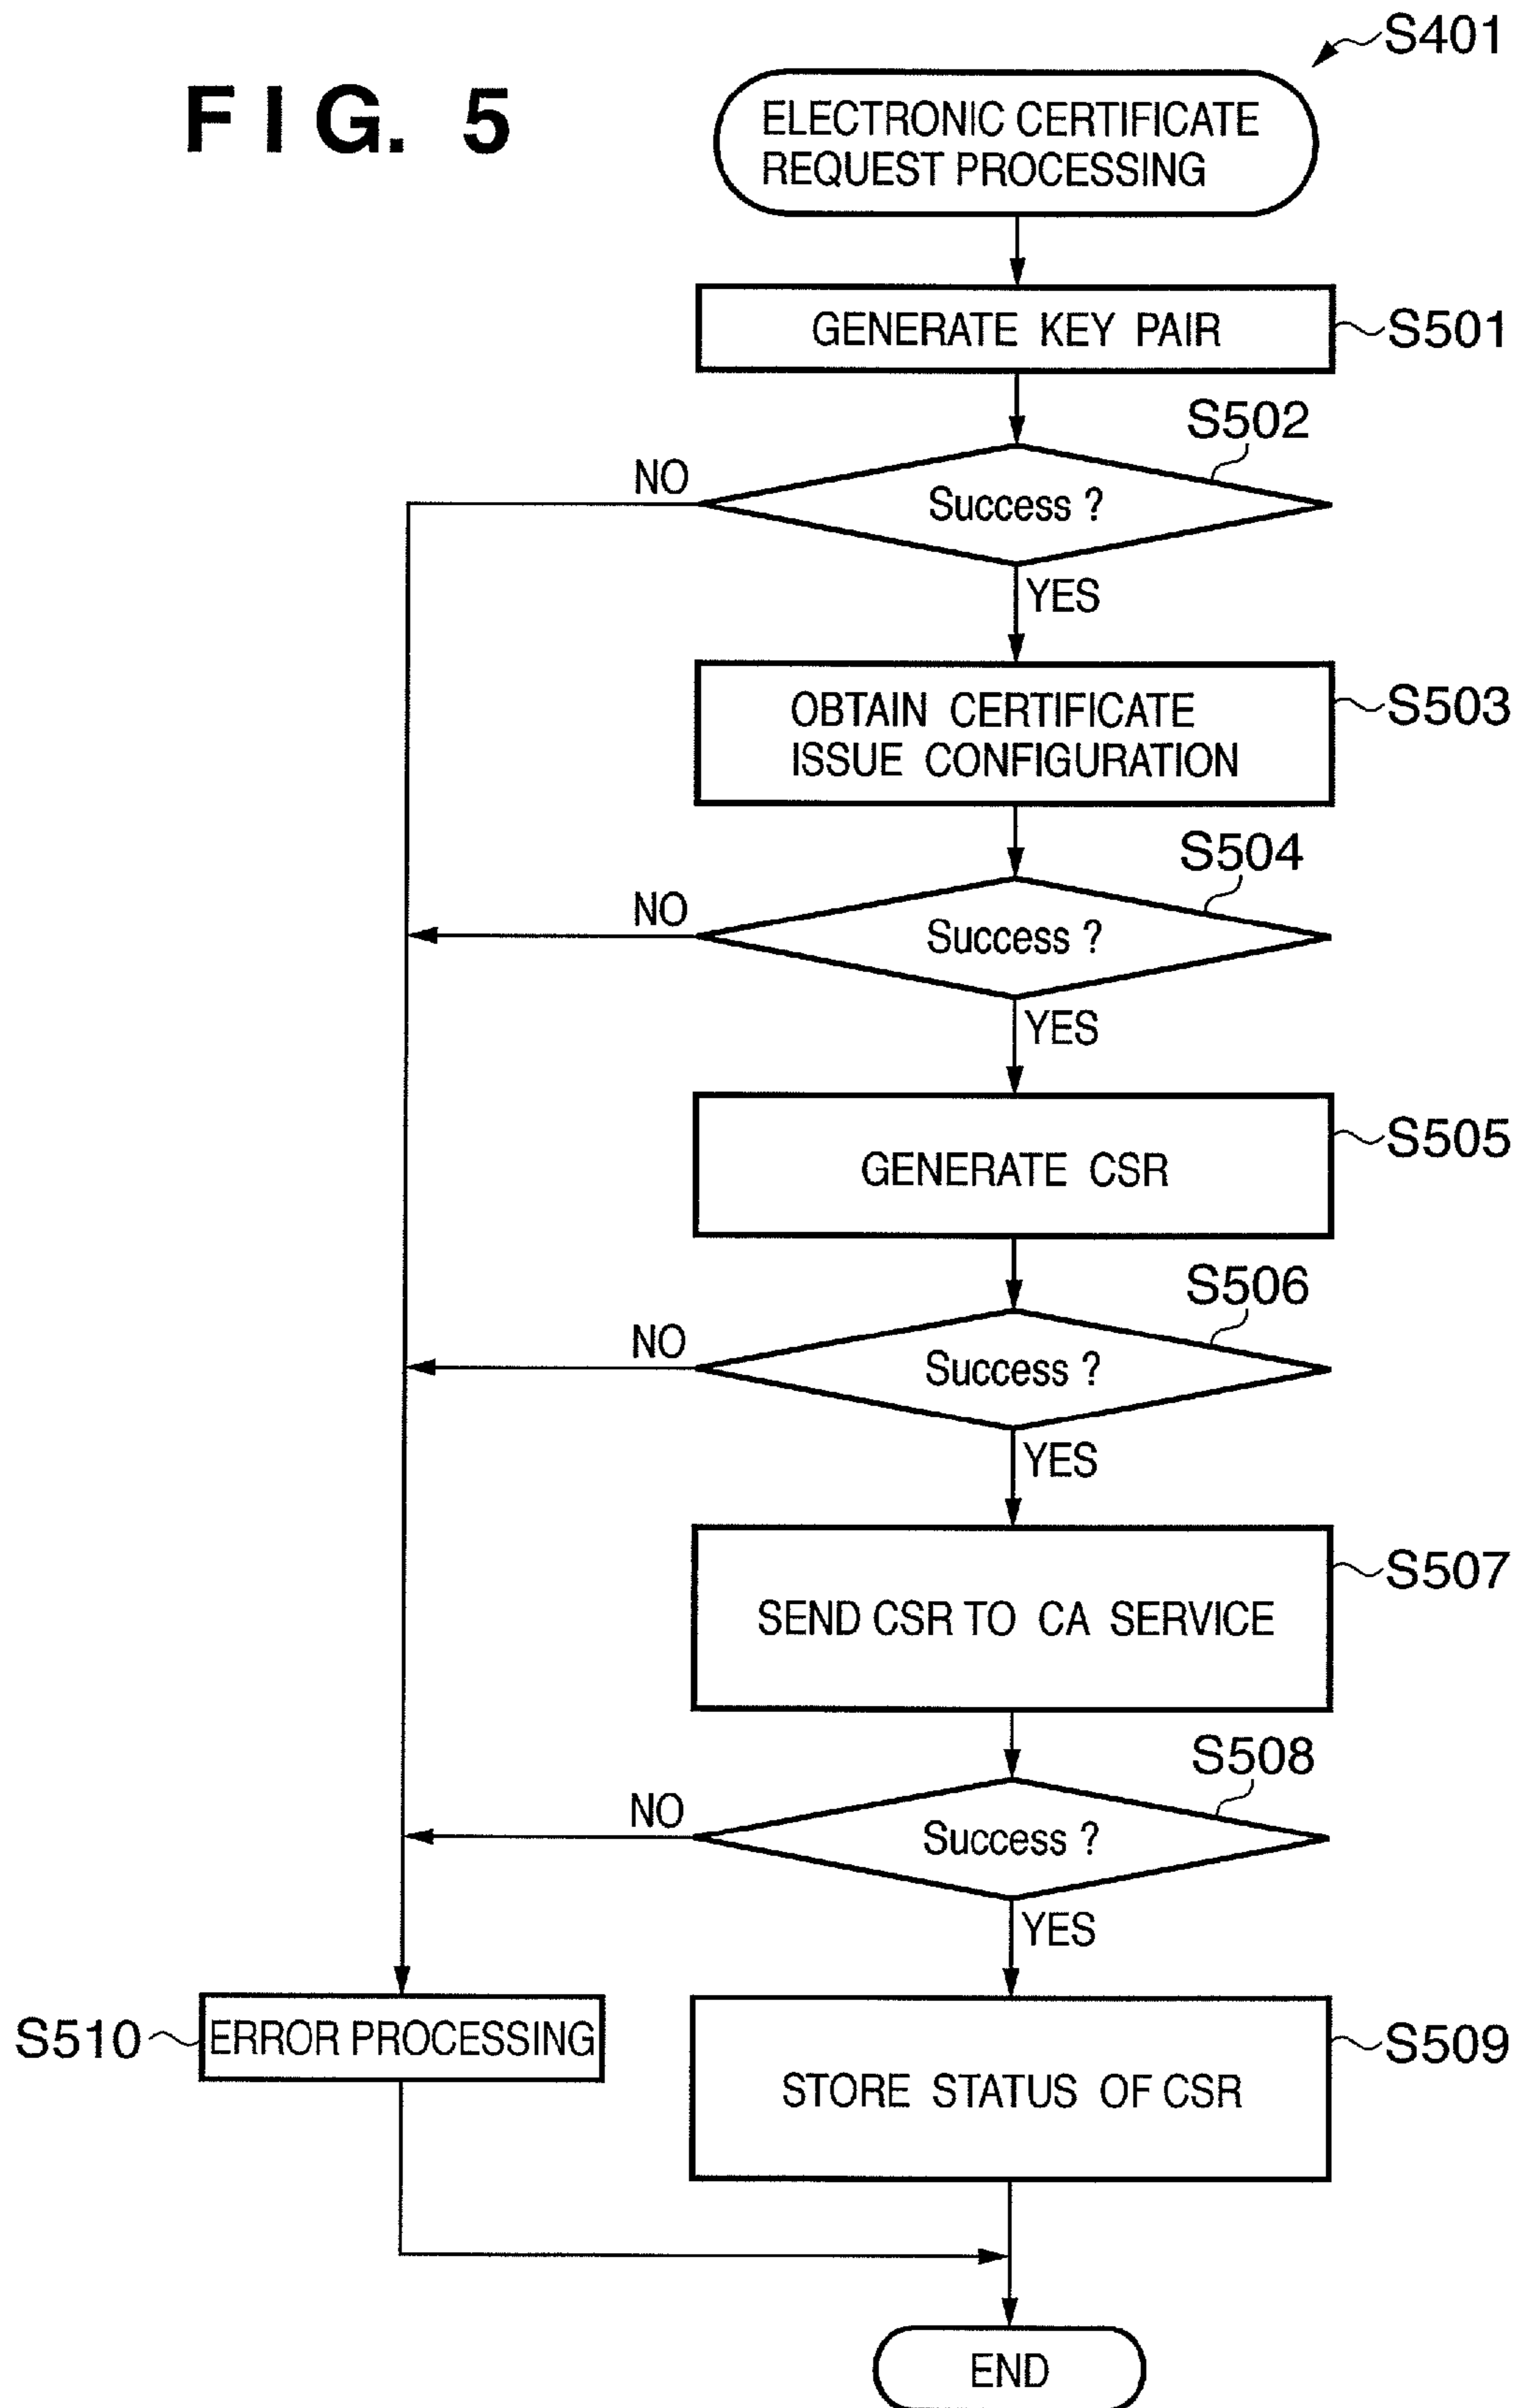 S401
FIG. 5
ELECTRONIC CERTIFICATE
REQUEST PROCESSING
GENERATE KEY PAIR
S501
S502
NO
Success ?
YES
OBTAIN CERTIFICATE
ISSUE CONFIGURATION
S503
S504
NO
Success ?
YES
GENERATE CSR
S505
S506
NO
Success ?
YES
SEND CSR TO CA SERVICE
S507
S508
NO
Success ?
YES
S510
ERROR PROCESSING
STORE STATUS OF CSR
S509
END